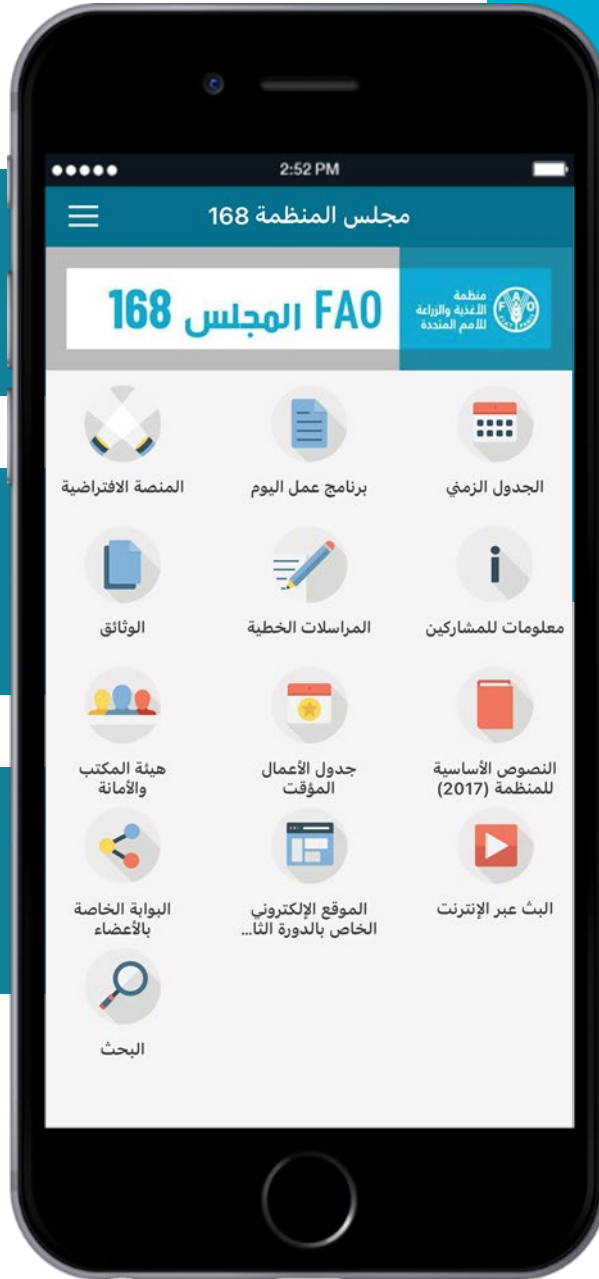 2:52 PM
مجلس المنظمة 168
منظمة
الأغذية والزراعة
للأمم المتحدة
FAO المجلس 168
الجدول الزمني
برنامج عمل اليوم
المنصة الافتراضية
معلومات للمشاركين
المراسلات الخطية
الوثائق
النصوص الأساسية
للمنظمة (2017)
جدول الأعمال
المؤقت
هيئة المكتب
والأمانة
البث عبر الإنترنت
الموقع الإلكتروني
الخاص بالدورة الثا...
البوابة الخاصة
بالأعضاء
البحث